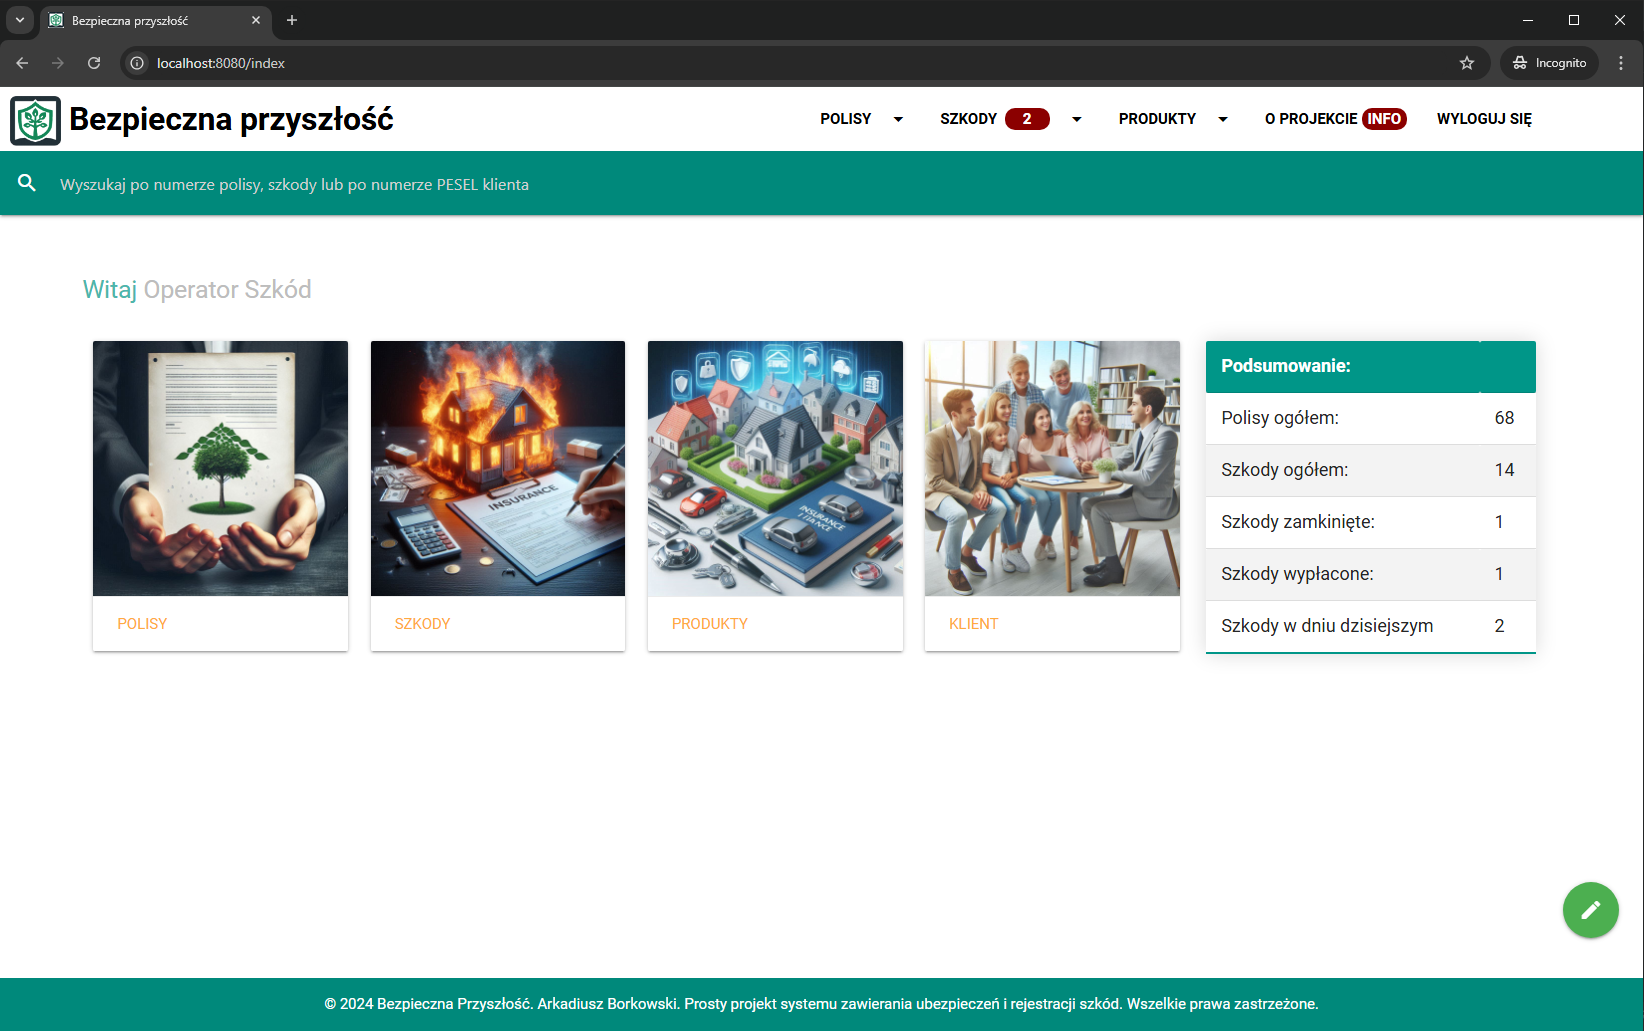 Bezpieczna przyszłość
localhost:8080/index
Incognito
Bezpieczna przyszłość
POLISY
SZKODY 2
PRODUKTY
O PROJEKCIE INFO
WYLOGUJ SIĘ
Wyszukaj po numerze polisy, szkody lub po numerze PESEL klienta
Witaj Operator Szkód
INSURANCE
INSURANCE
POLISY
SZKODY
PRODUKTY
KLIENT
Podsumowanie:
Polisy ogółem: 68
Szkody ogółem: 14
Szkody zamkinięte: 1
Szkody wypłacone: 1
Szkody w dniu dzisiejszym 2
© 2024 Bezpieczna Przyszłość. Arkadiusz Borkowski. Prosty projekt systemu zawierania ubezpieczeń i rejestracji szkód. Wszelkie prawa zastrzeżone.